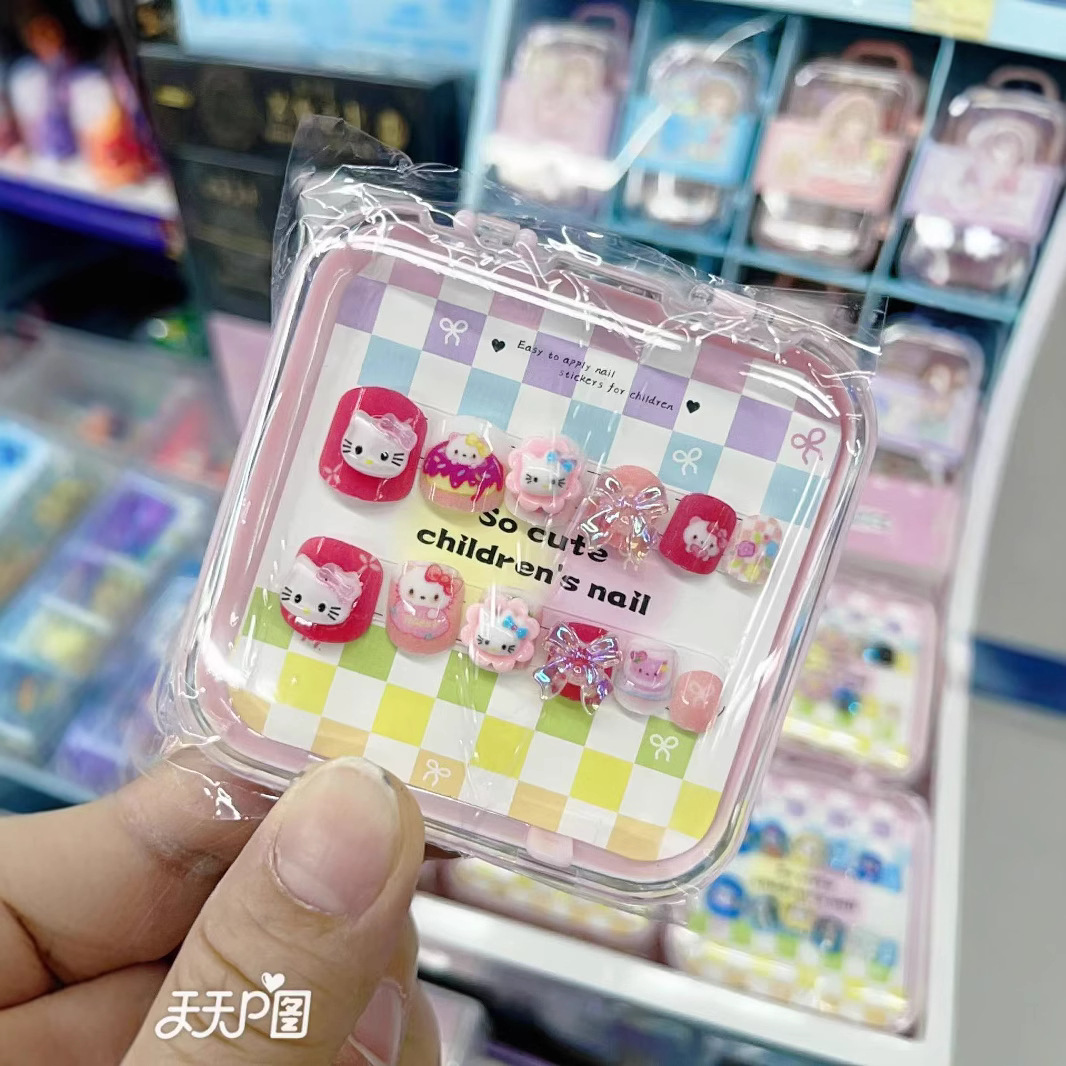 Easy to apply nail
stickers for children
So cute
children's nail
天天P图